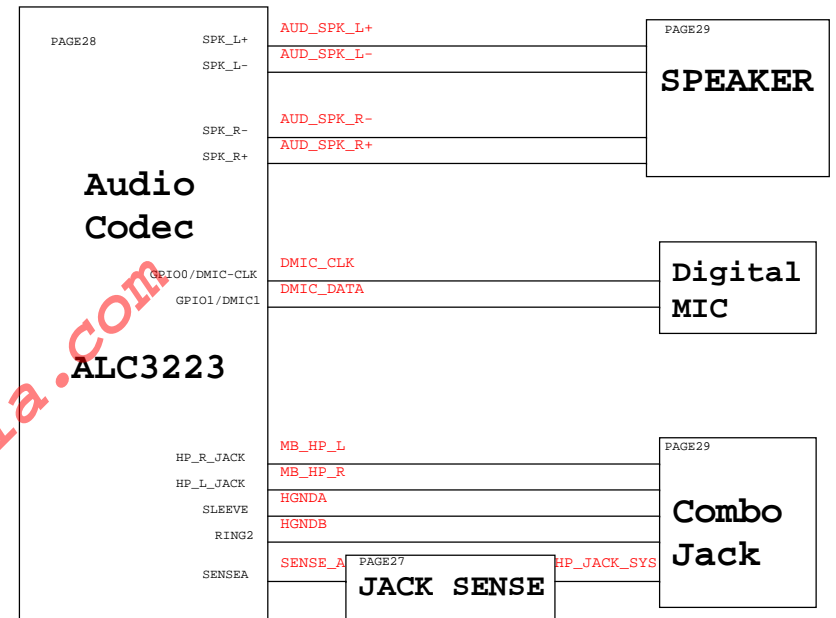 PAGE28
SPK_L+
AUD_SPK_L+
SPK_L-
AUD_SPK_L-
PAGE29
SPEAKER
SPK_R-
AUD_SPK_R-
SPK_R+
AUD_SPK_R+
Audio
Codec
ALC3223
GPIO0/DMIC-CLK
DMIC_CLK
GPIO1/DMIC1
DMIC_DATA
Digital
MIC
a.com
HP_R_JACK
MB_HP_L
HP_L_JACK
MB_HP_R
SLEEVE
HGNDA
RING2
HGNDB
SENSEA
SENSE_A
PAGE27
JACK SENSE
HP_JACK_SYS
PAGE29
Combo
Jack